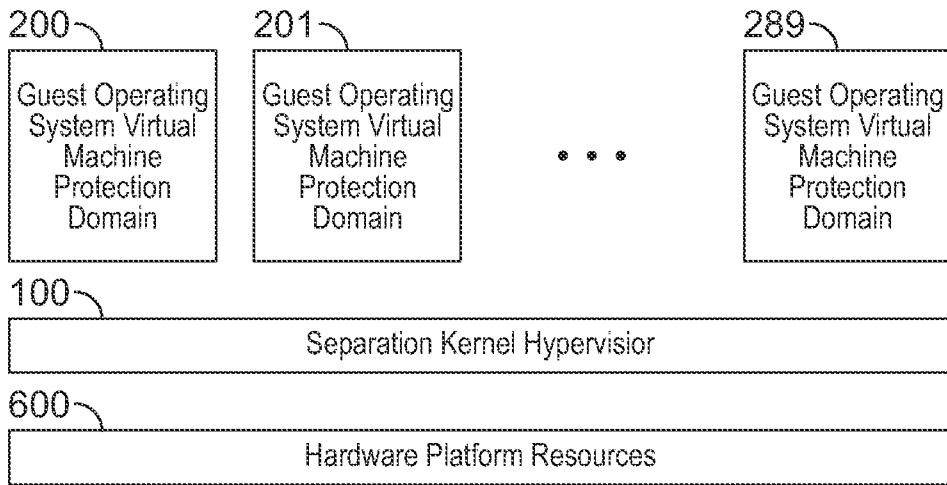 200
201
289
Guest Operating
System Virtual
Machine
Protection
Domain
Guest Operating
System Virtual
Machine
Protection
Domain
Guest Operating
System Virtual
Machine
Protection
Domain
100
Separation Kernel Hypervisior
600
Hardware Platform Resources